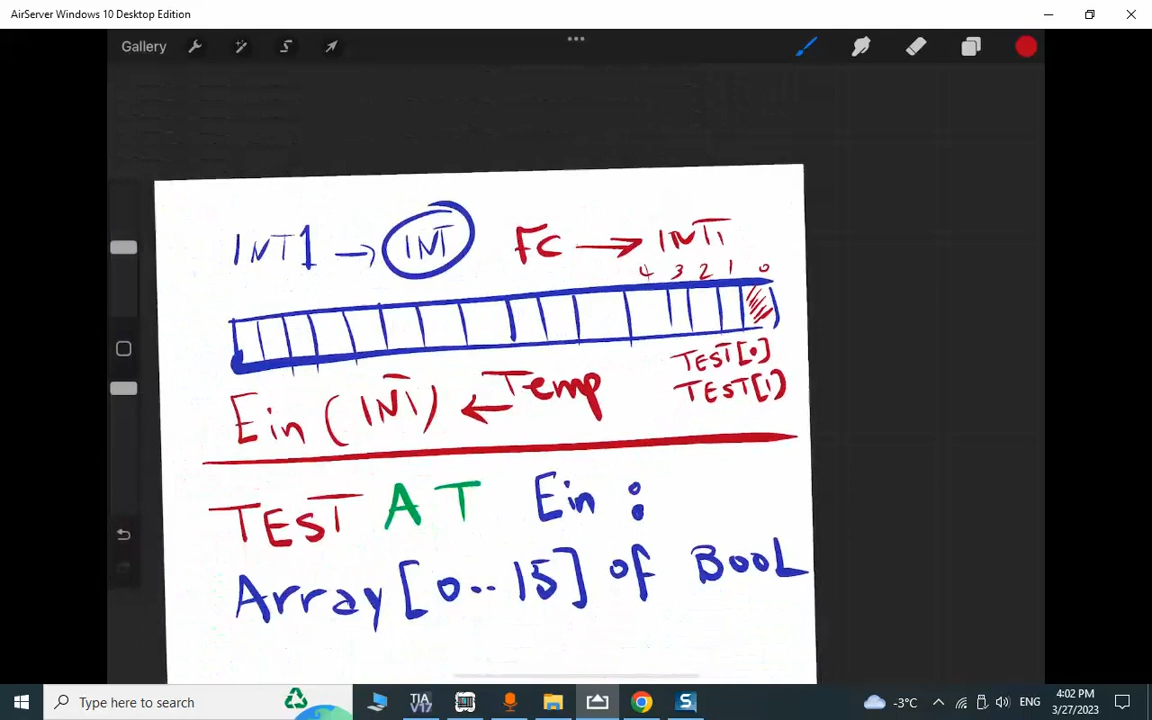 AirServer Windows 10 Desktop Edition
Gallery
INT1 → INT FC → INT1
4 3 2 1 0
TEST[0]
TEST[1]
Ein (INT) ← Temp
TEST AT Ein :
Array [0..15] of BOOL
Type here to search
TIA
V17
-3°C
ENG
4:02 PM
3/27/2023